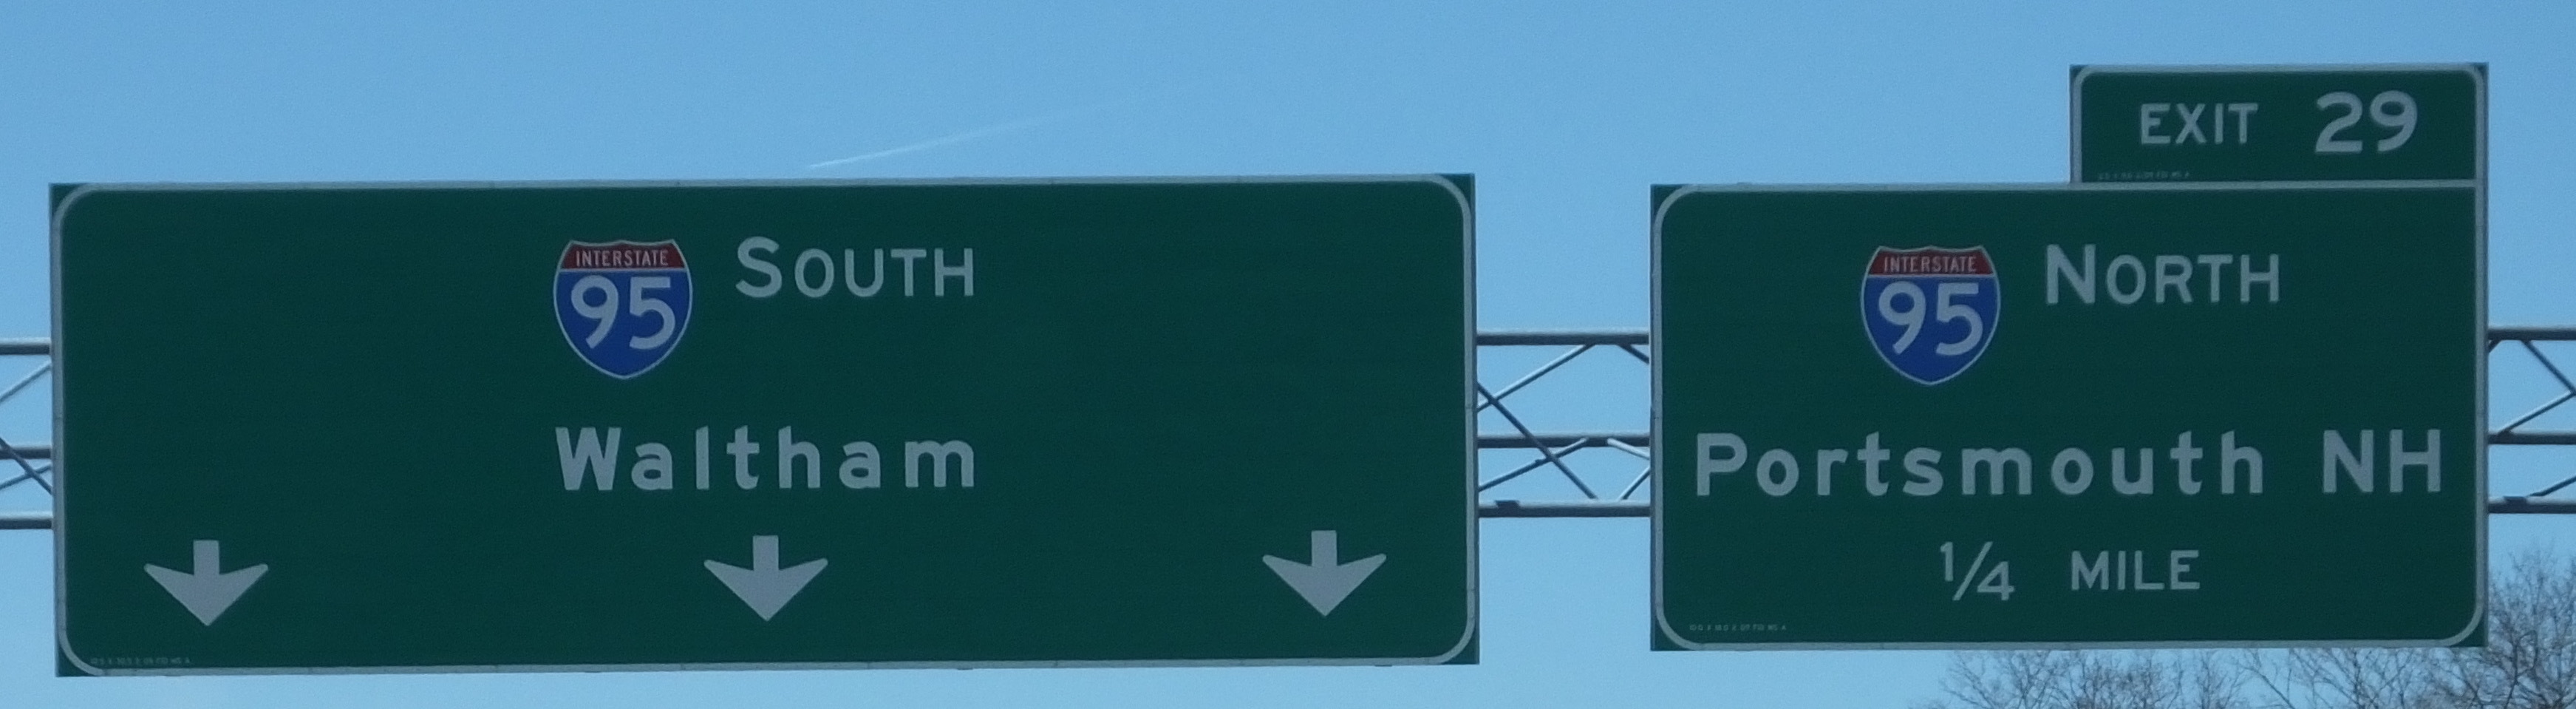 INTERSTATE
95
SOUTH
Waltham
EXIT 29
INTERSTATE
95
NORTH
Portsmouth NH
1/4 MILE